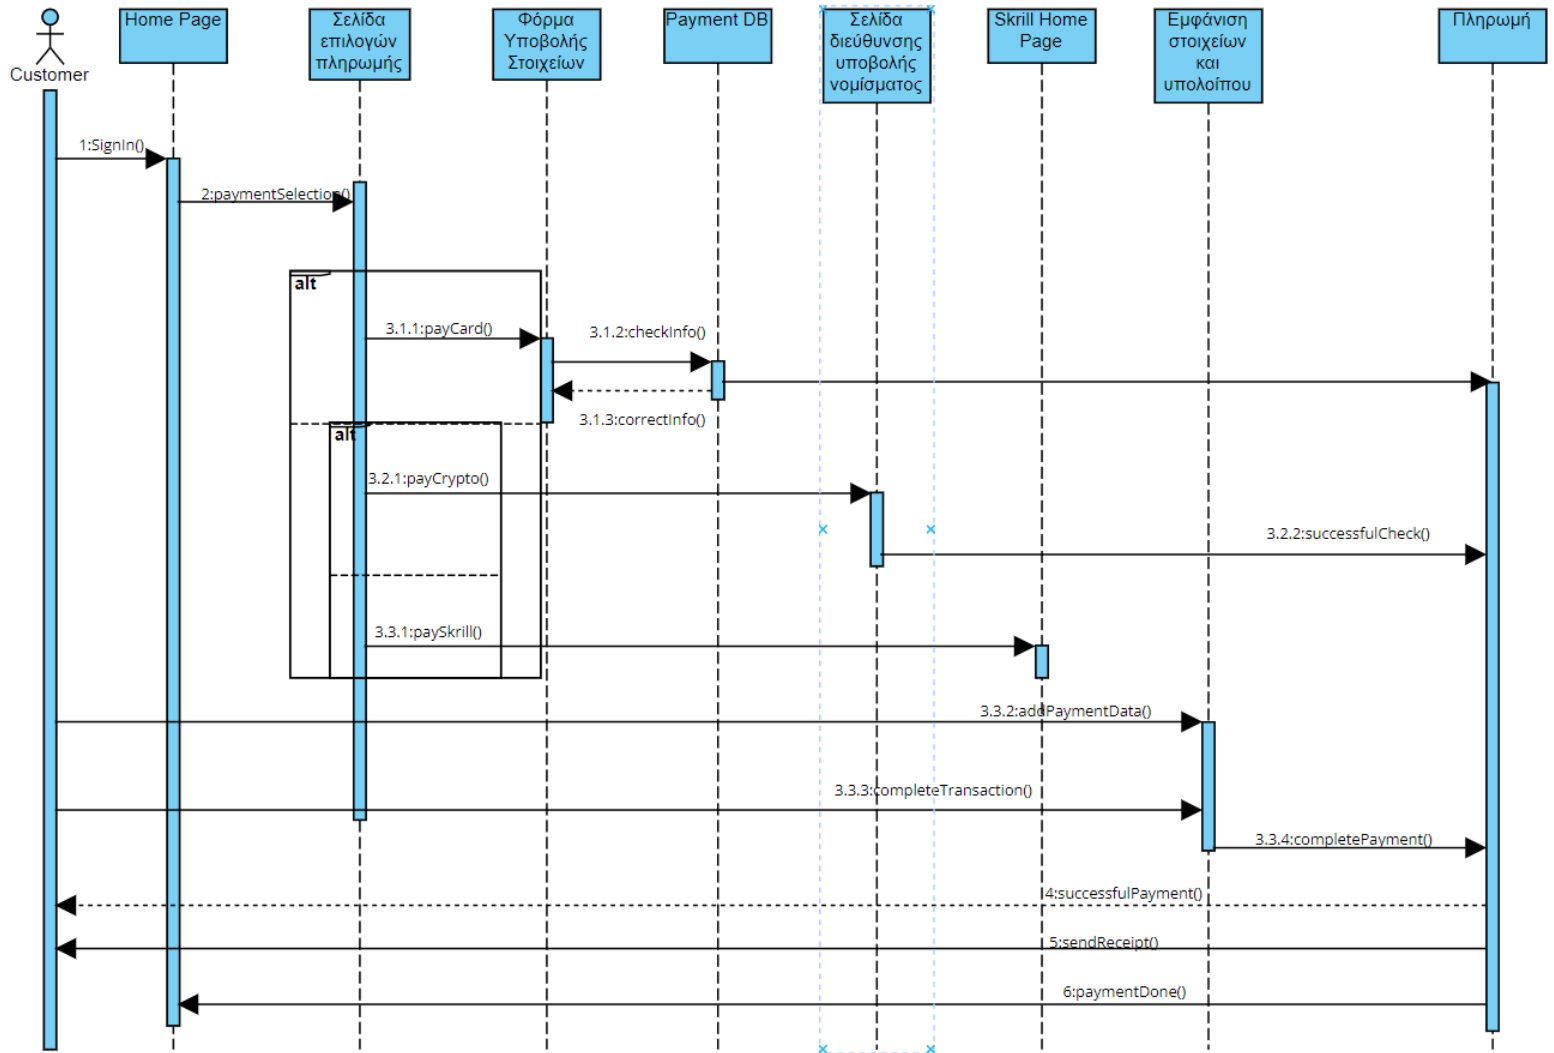 Customer
Home Page
Σελίδα
επιλογών
πληρωμής
Φόρμα
Υποβολής
Στοιχείων
Payment DB
Σελίδα
διεύθυνσης
υποβολής
νομίσματος
Skrill Home
Page
Εμφάνιση
στοιχείων
και
υπολοίπου
Πληρωμή
1:SignIn()
2:paymentSelection()
alt
3.1.1:payCard()
3.1.2:checkInfo()
3.1.3:correctInfo()
alt
3.2.1:payCrypto()
3.2.2:successfulCheck()
3.3.1:paySkrill()
3.3.2:addPaymentData()
3.3.3:completeTransaction()
3.3.4:completePayment()
4:successfulPayment()
5:sendReceipt()
6:paymentDone()